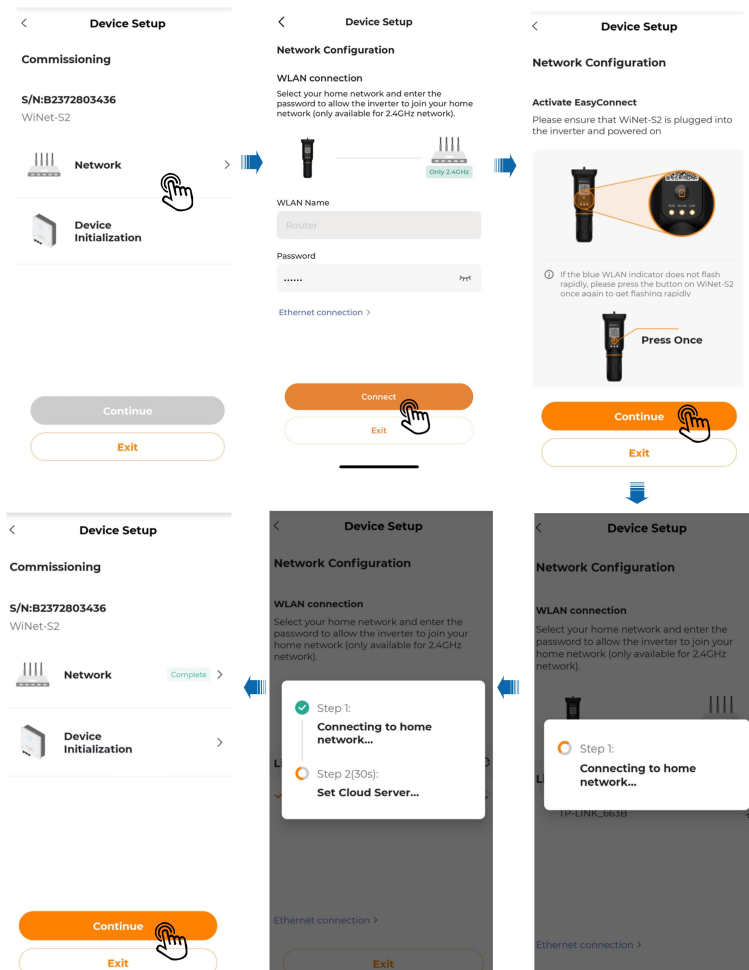 Device Setup
Commissioning
S/N:B2372803436
WiNet-S2
Network
Device
Initialization
Continue
Exit
Device Setup
Network Configuration
WLAN connection
Select your home network and enter the
password to allow the inverter to join your home
network (only available for 2.4GHz network).
Only 2.4GHz
WLAN Name
Router
Password
......
Ethernet connection >
Connect
Exit
Device Setup
Network Configuration
Activate EasyConnect
Please ensure that WiNet-S2 is plugged into
the inverter and powered on
RUN WLAN LAN
If the blue WLAN indicator does not flash
rapidly, please press the button on WiNet-S2
once again to get flashing rapidly
Press Once
Continue
Exit
Device Setup
Network Configuration
WLAN connection
Select your home network and enter the
password to allow the inverter to join your
home network (only available for 2.4GHz
network).
Step 1:
Connecting to home
network...
TP-LINK_663B
Ethernet connection >
Device Setup
Network Configuration
WLAN connection
Select your home network and enter the
password to allow the inverter to join your
home network (only available for 2.4GHz
network).
Step 1:
Connecting to home
network...
Step 2(30s):
Set Cloud Server...
Ethernet connection >
Exit
Device Setup
Commissioning
S/N:B2372803436
WiNet-S2
Network
Complete
Device
Initialization
Continue
Exit